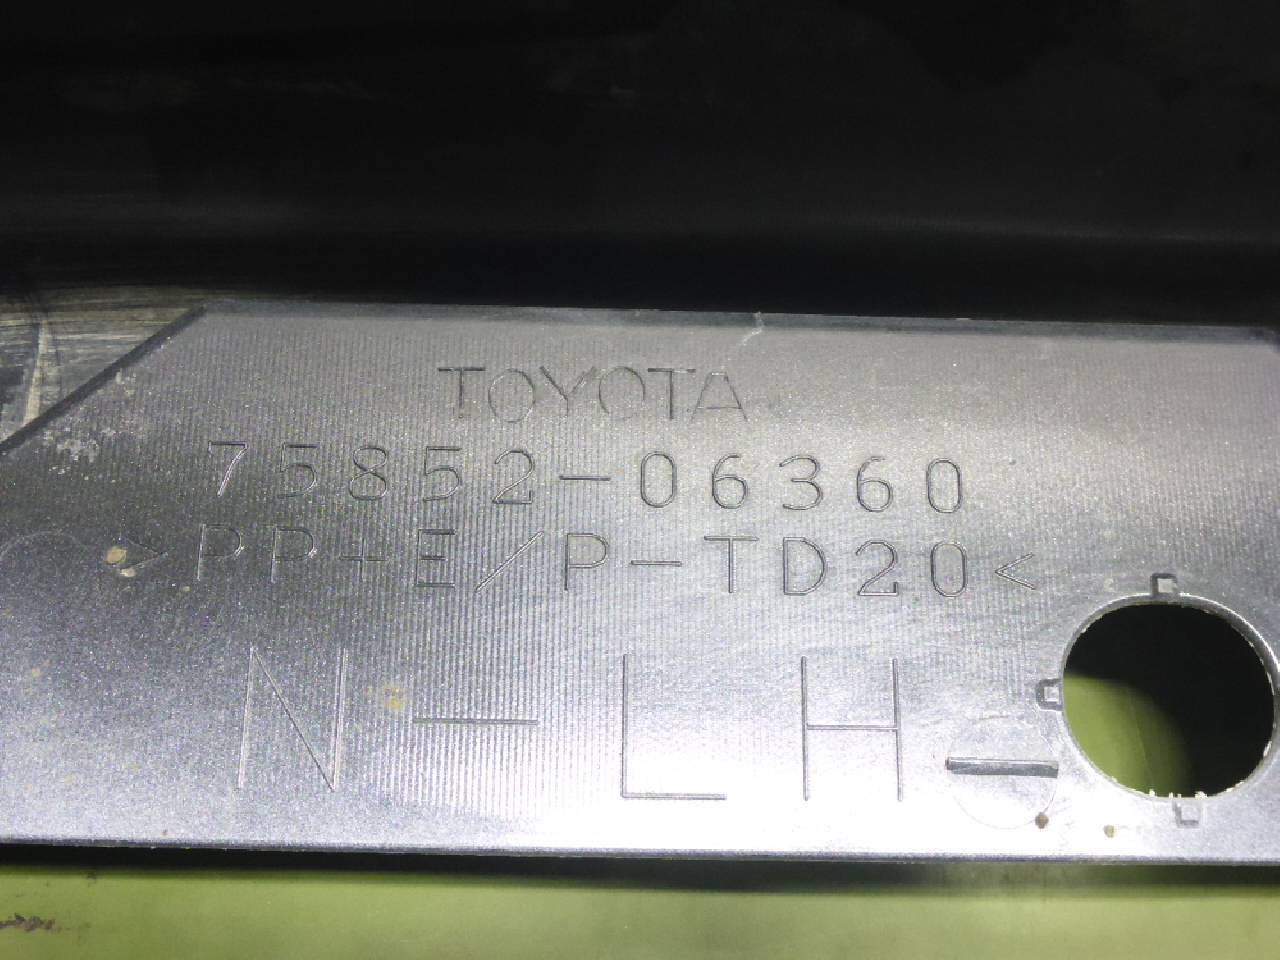 TOYOTA
75852-06360
>PP+E/P-TD20<
N-LH